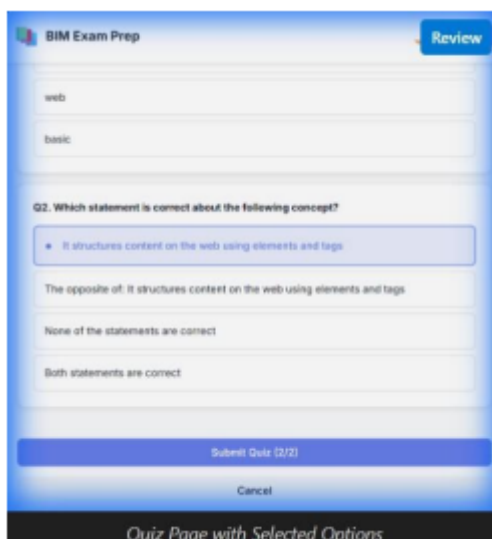 BIM Exam Prep
Review
web
basic
Q2. Which statement is correct about the following concept?
It structures content on the web using elements and tags
The opposite of: It structures content on the web using elements and tags
None of the statements are correct
Both statements are correct
Submit Quiz (2/2)
Cancel
Quiz Page with Selected Options